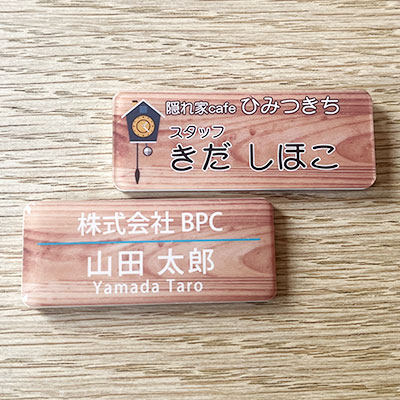 隠れ家cafe ひみつきち
スタッフ
きだ しほこ
株式会社 BPC
山田 太郎
Yamada Taro